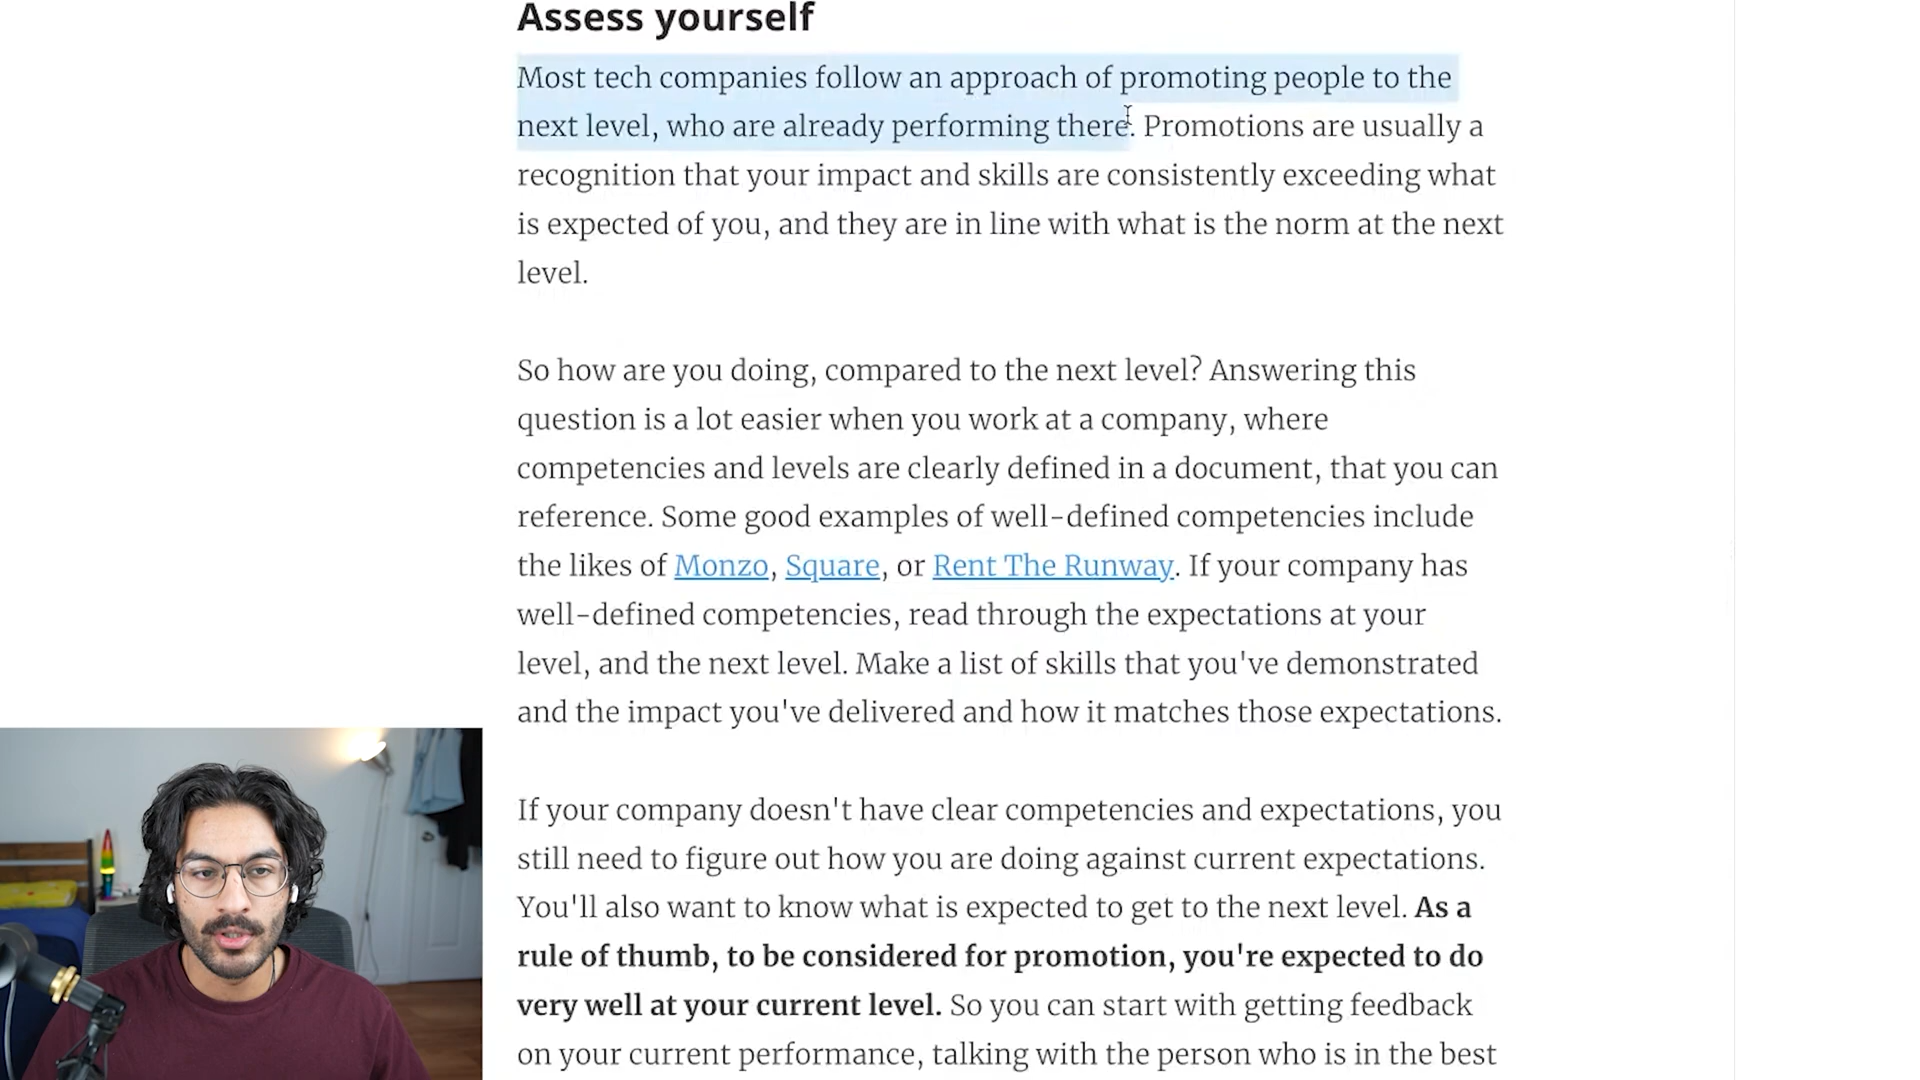 Assess yourself
Most tech companies follow an approach of promoting people to the
next level, who are already performing there. Promotions are usually a
recognition that your impact and skills are consistently exceeding what
is expected of you, and they are in line with what is the norm at the next
level.
So how are you doing, compared to the next level? Answering this
question is a lot easier when you work at a company, where
competencies and levels are clearly defined in a document, that you can
reference. Some good examples of well-defined competencies include
the likes of Monzo, Square, or Rent The Runway. If your company has
well-defined competencies, read through the expectations at your
level, and the next level. Make a list of skills that you've demonstrated
and the impact you've delivered and how it matches those expectations.
If your company doesn't have clear competencies and expectations, you
still need to figure out how you are doing against current expectations.
You'll also want to know what is expected to get to the next level. As a
rule of thumb, to be considered for promotion, you're expected to do
very well at your current level. So you can start with getting feedback
on your current performance, talking with the person who is in the best